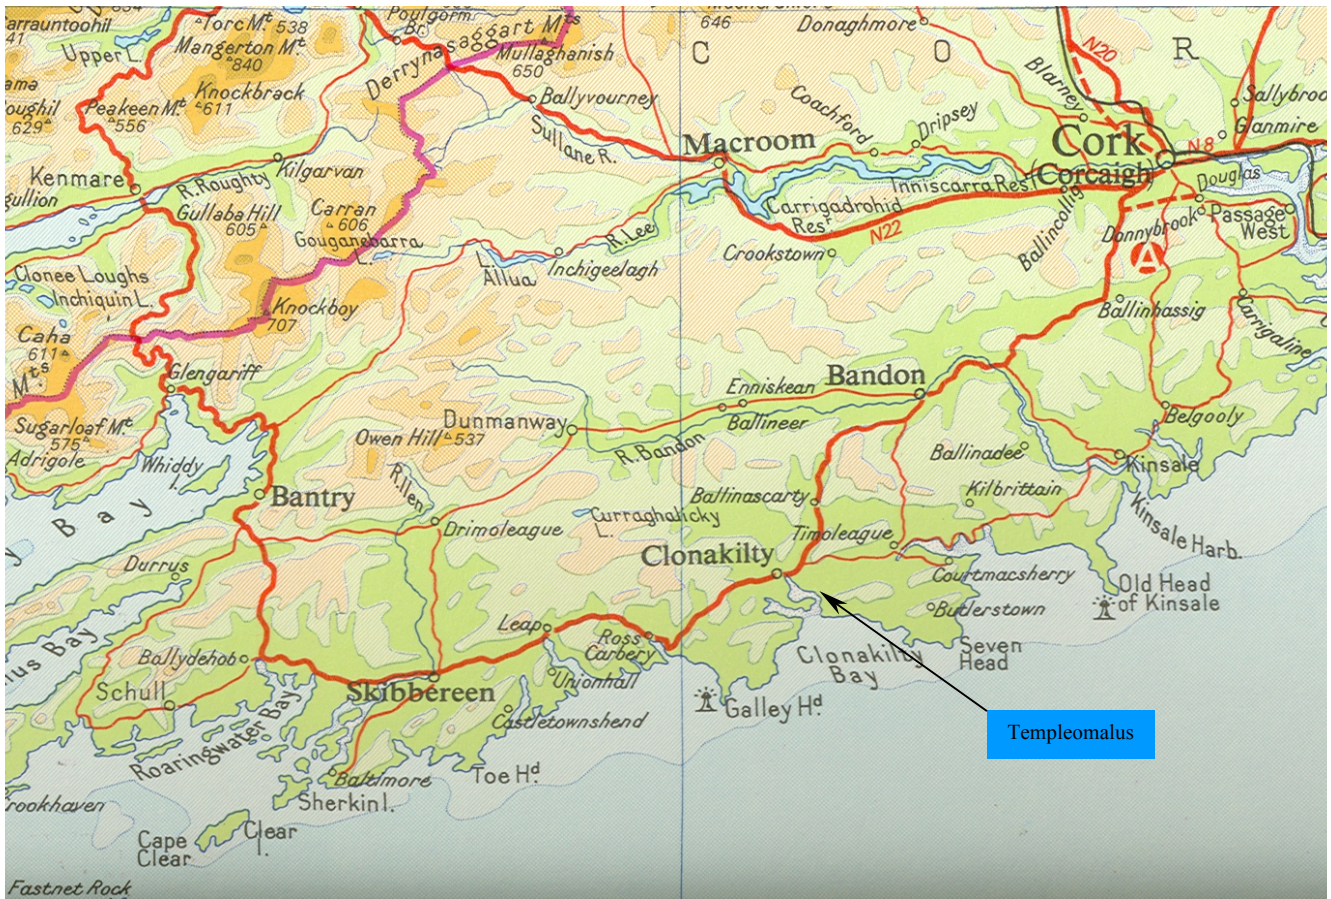 Torc Mt 538
Poulgorm
Br.
Derrynasaggart Mts
646
Donaghmore
C O R
N20
Upper L.
Mangerton Mt
840
Mullaghanish
650
Blarney
Knockbrack
611
Peakeen Mt
556
629
Ballyvourney
Coachford
Dripsey
Sallybroo
Glanmire
Sullane R.
Macroom
Cork
(Corcaigh)
N8
Kenmare
Kilgarvan
R.Roughty
Inniscarra Res.
Douglas
Gullaba Hill
605
Carran
606
Carrigadrohid
Resr.
N22
Ballincollig
Donnybrook
Passage
West
Gouganebarra
L.
R.Lee
Crookstown
A
Clonee Loughs
Inchiquin L.
L.
Allua
Inchigeelagh
Knockboy
707
Ballinhassig
Carrigaline
Caha
611
Mts
Glengariff
Enniskean
Bandon
Sugarloaf Mt
575
Adrigole
Dunmanway
Ballineer
Belgooly
Owen Hill 537
R.Bandon
Ballinadee
Kinsale
Whiddy
I.
R.Ilen
Bantry
Ballinascarty
Kilbrittain
Kinsale Harb.
Bay
Drimoleague
Curraghalicky
L.
Timoleague
Clonakilty
Durrus
Courtmacsherry
Old Head
of Kinsale
Butlerstown
Leap
Ross
Carbery
Seven
Head
Clonakilty
Bay
Ballydehob
Schull
Skibbereen
Unionhall
Galley Hd.
Castletownshend
Templeomalus
Roaringwater Bay
Baltimore
Toe Hd.
Sherkin I.
Clear
I.
Cape
Clear
Fastnet Rock